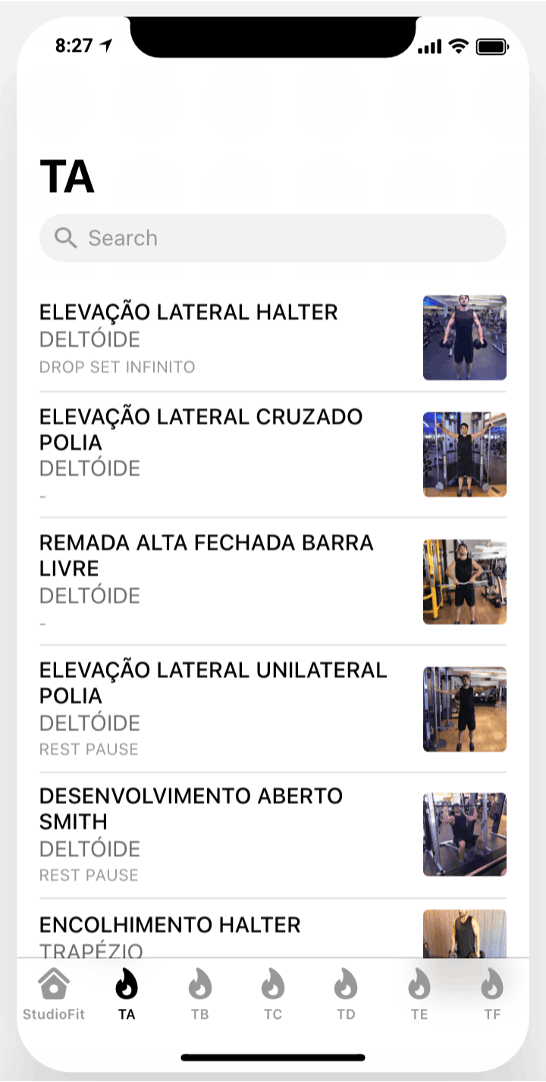 8:27
TA
Search
ELEVAÇÃO LATERAL HALTER
DELTÓIDE
DROP SET INFINITO
ELEVAÇÃO LATERAL CRUZADO
POLIA
DELTÓIDE
-
REMADA ALTA FECHADA BARRA
LIVRE
DELTÓIDE
-
ELEVAÇÃO LATERAL UNILATERAL
POLIA
DELTÓIDE
REST PAUSE
DESENVOLVIMENTO ABERTO
SMITH
DELTÓIDE
REST PAUSE
ENCOLHIMENTO HALTER
TRAPÉZIO
StudioFit TA TB TC TD TE TF